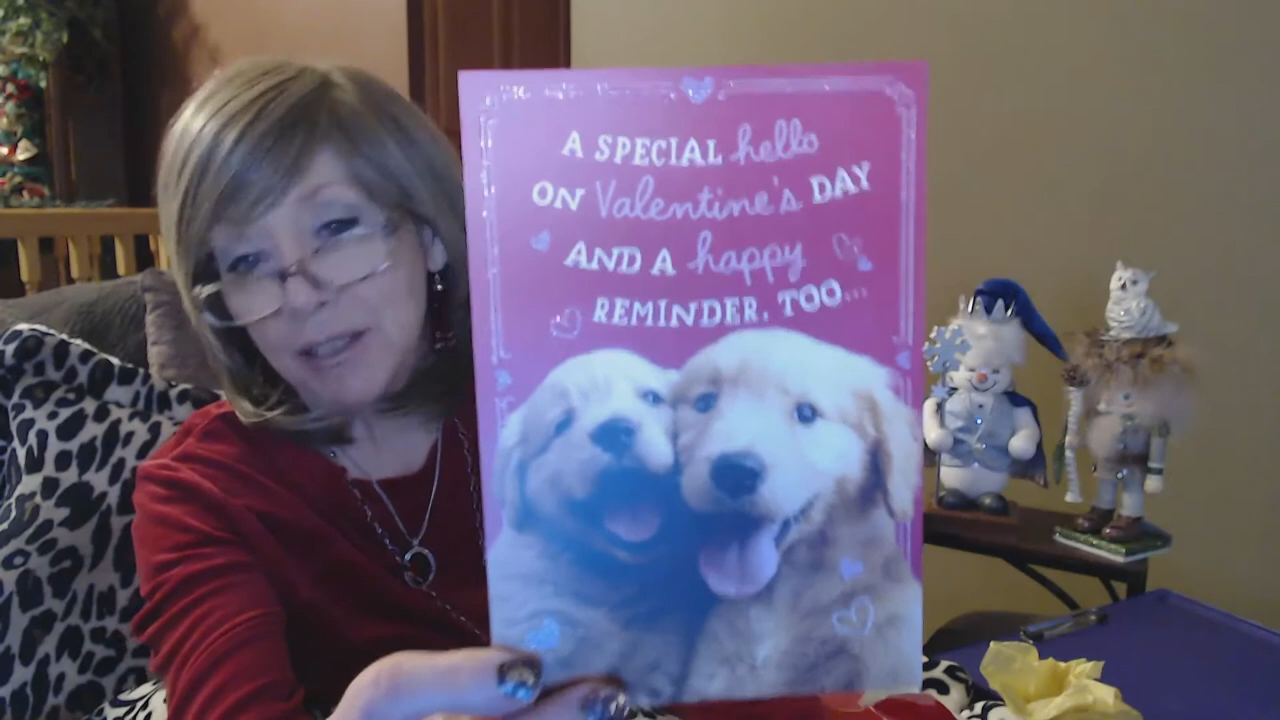 A SPECIAL hello
ON Valentine's DAY
AND A happy
REMINDER, TOO...